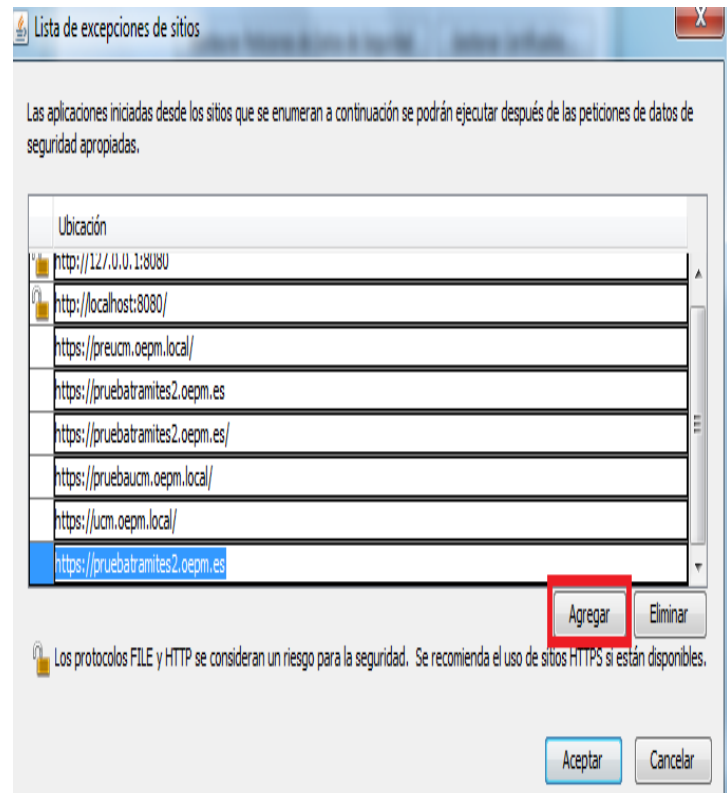 Lista de excepciones de sitios
X
Las aplicaciones iniciadas desde los sitios que se enumeran a continuación se podrán ejecutar después de las peticiones de datos de
seguridad apropiadas.
Ubicación
http://127.0.0.1:8080
http://localhost:8080/
https://preucm.oepm.local/
https://pruebatramites2.oepm.es
https://pruebatramites2.oepm.es/
https://pruebaucm.oepm.local/
https://ucm.oepm.local/
https://pruebatramites2.oepm.es
Agregar Eliminar
Los protocolos FILE y HTTP se consideran un riesgo para la seguridad. Se recomienda el uso de sitios HTTPS si están disponibles.
Aceptar Cancelar